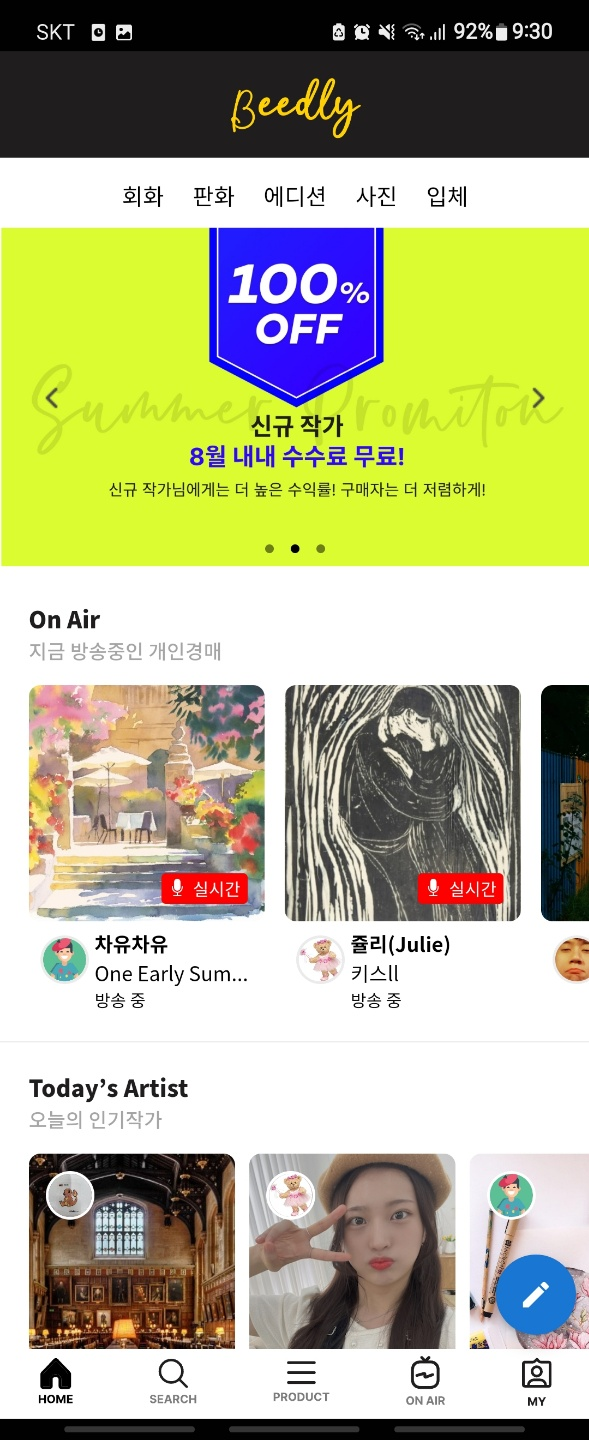 SKT 92% 9:30
Beedly
회화 판화 에디션 사진 입체
100%
OFF
Summer Promiton
신규 작가
8월 내내 수수료 무료!
신규 작가님에게는 더 높은 수익률! 구매자는 더 저렴하게!
On Air
지금 방송중인 개인경매
실시간 실시간
차유차유 쥴리(Julie)
One Early Sum... 키스ll
방송 중 방송 중
Today’s Artist
오늘의 인기작가
HOME SEARCH PRODUCT ON AIR MY